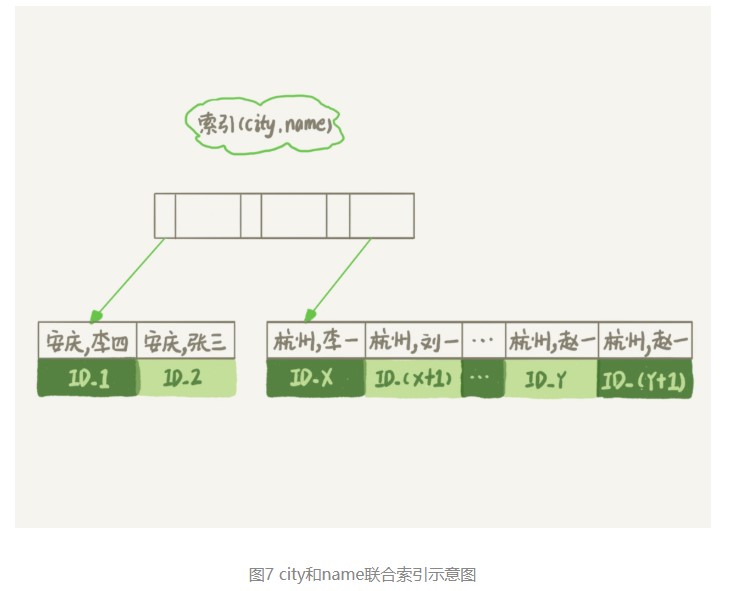 索引(city,name)
安庆,李四 安庆,张三 杭州,李一 杭州,刘一 ... 杭州,赵一 杭州,赵一
ID_1 ID_2 ID_X ID_(X+1) ... ID_Y ID_(Y+1)
图7 city和name联合索引示意图